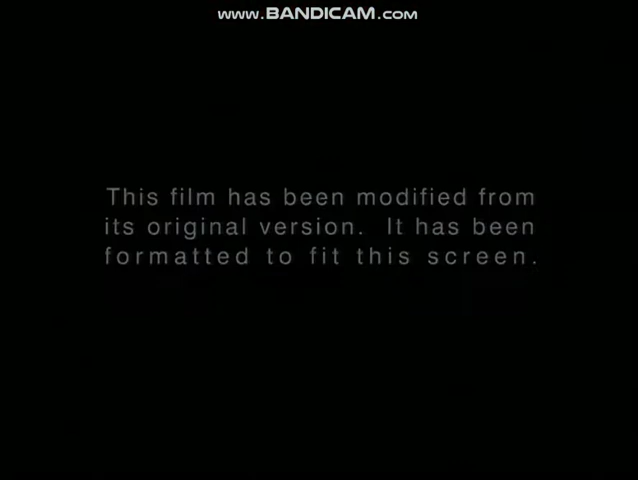 www.BANDICAM.com
This film has been modified from
its original version. It has been
formatted to fit this screen.